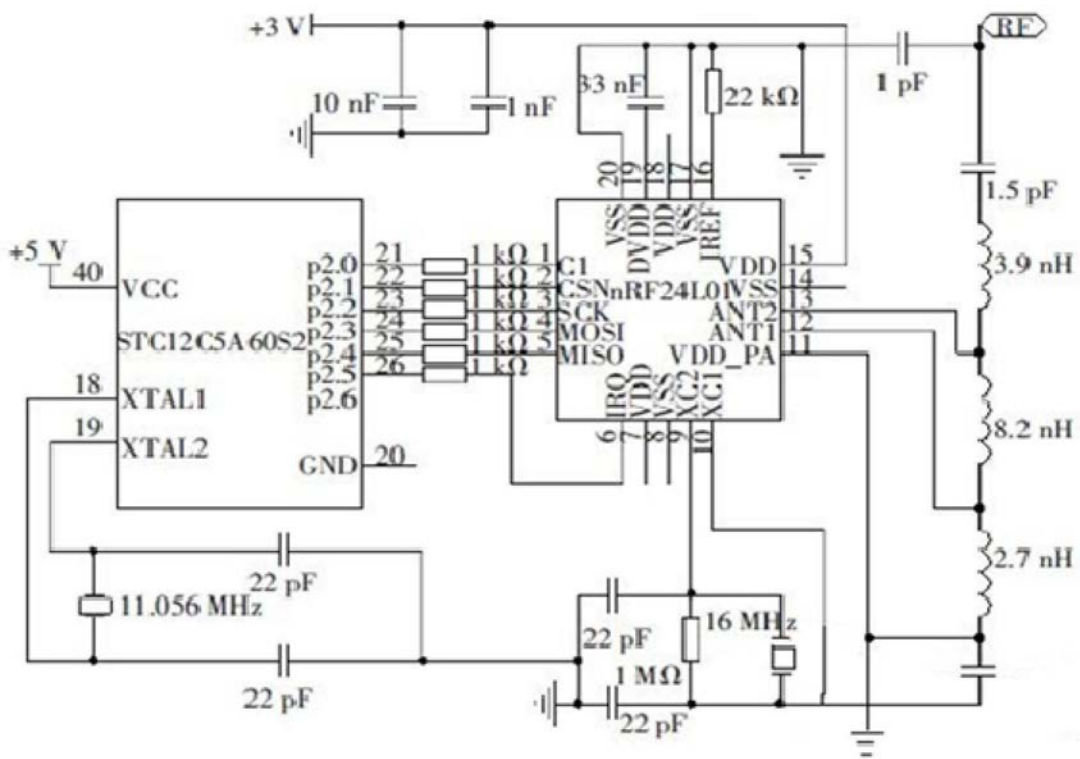 +3 V
RF
10 nF
1 nF
33 nF
22 kΩ
1 pF
1.5 pF
3.9 nH
8.2 nH
2.7 nH
+5 V
40
VCC
STC12C5A60S2
18
XTAL1
19
XTAL2
p2.0
p2.1
p2.2
p2.3
p2.4
p2.5
p2.6
GND
20
21
22
23
24
25
26
1 kΩ
1 kΩ
1 kΩ
1 kΩ
1 kΩ
1 kΩ
1
2
3
4
5
C1
CSN
SCK
MOSI
MISO
nRF24L01
20
19
18
17
16
VSS
DVDD
VDD
VSS
IREF
VDD
VSS
ANT2
ANT1
VDD_PA
15
14
13
12
11
IRQ
VDD
VSS
XC2
XC1
6
7
8
9
10
22 pF
11.056 MHz
22 pF
22 pF
16 MHz
1 MΩ
22 pF